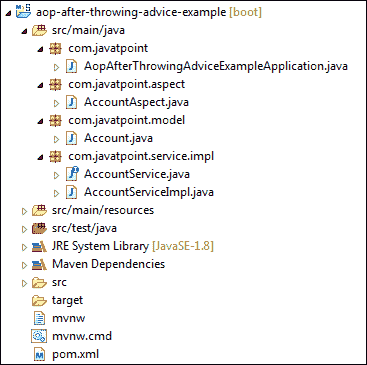 aop-after-throwing-advice-example [boot]
src/main/java
com.javatpoint
AopAfterThrowingAdviceExampleApplication.java
com.javatpoint.aspect
AccountAspect.java
com.javatpoint.model
Account.java
com.javatpoint.service.impl
AccountService.java
AccountServiceImpl.java
src/main/resources
src/test/java
JRE System Library [JavaSE-1.8]
Maven Dependencies
src
target
mvnw
mvnw.cmd
pom.xml